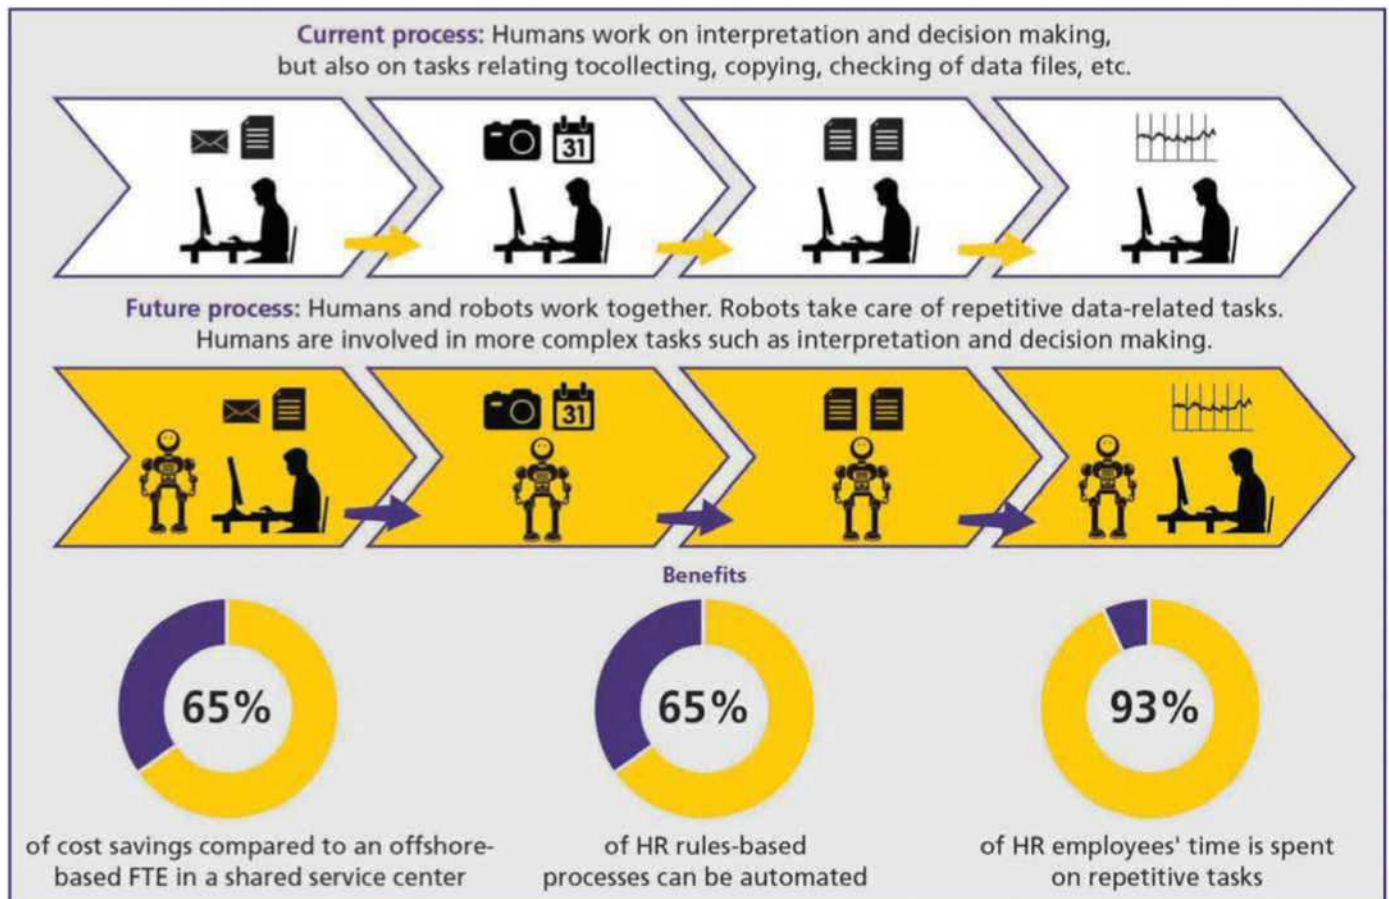 Current process: Humans work on interpretation and decision making,
but also on tasks relating tocollecting, copying, checking of data files, etc.
31
Future process: Humans and robots work together. Robots take care of repetitive data-related tasks.
Humans are involved in more complex tasks such as interpretation and decision making.
31
Benefits
65%
65%
93%
of cost savings compared to an offshore-
based FTE in a shared service center
of HR rules-based
processes can be automated
of HR employees' time is spent
on repetitive tasks